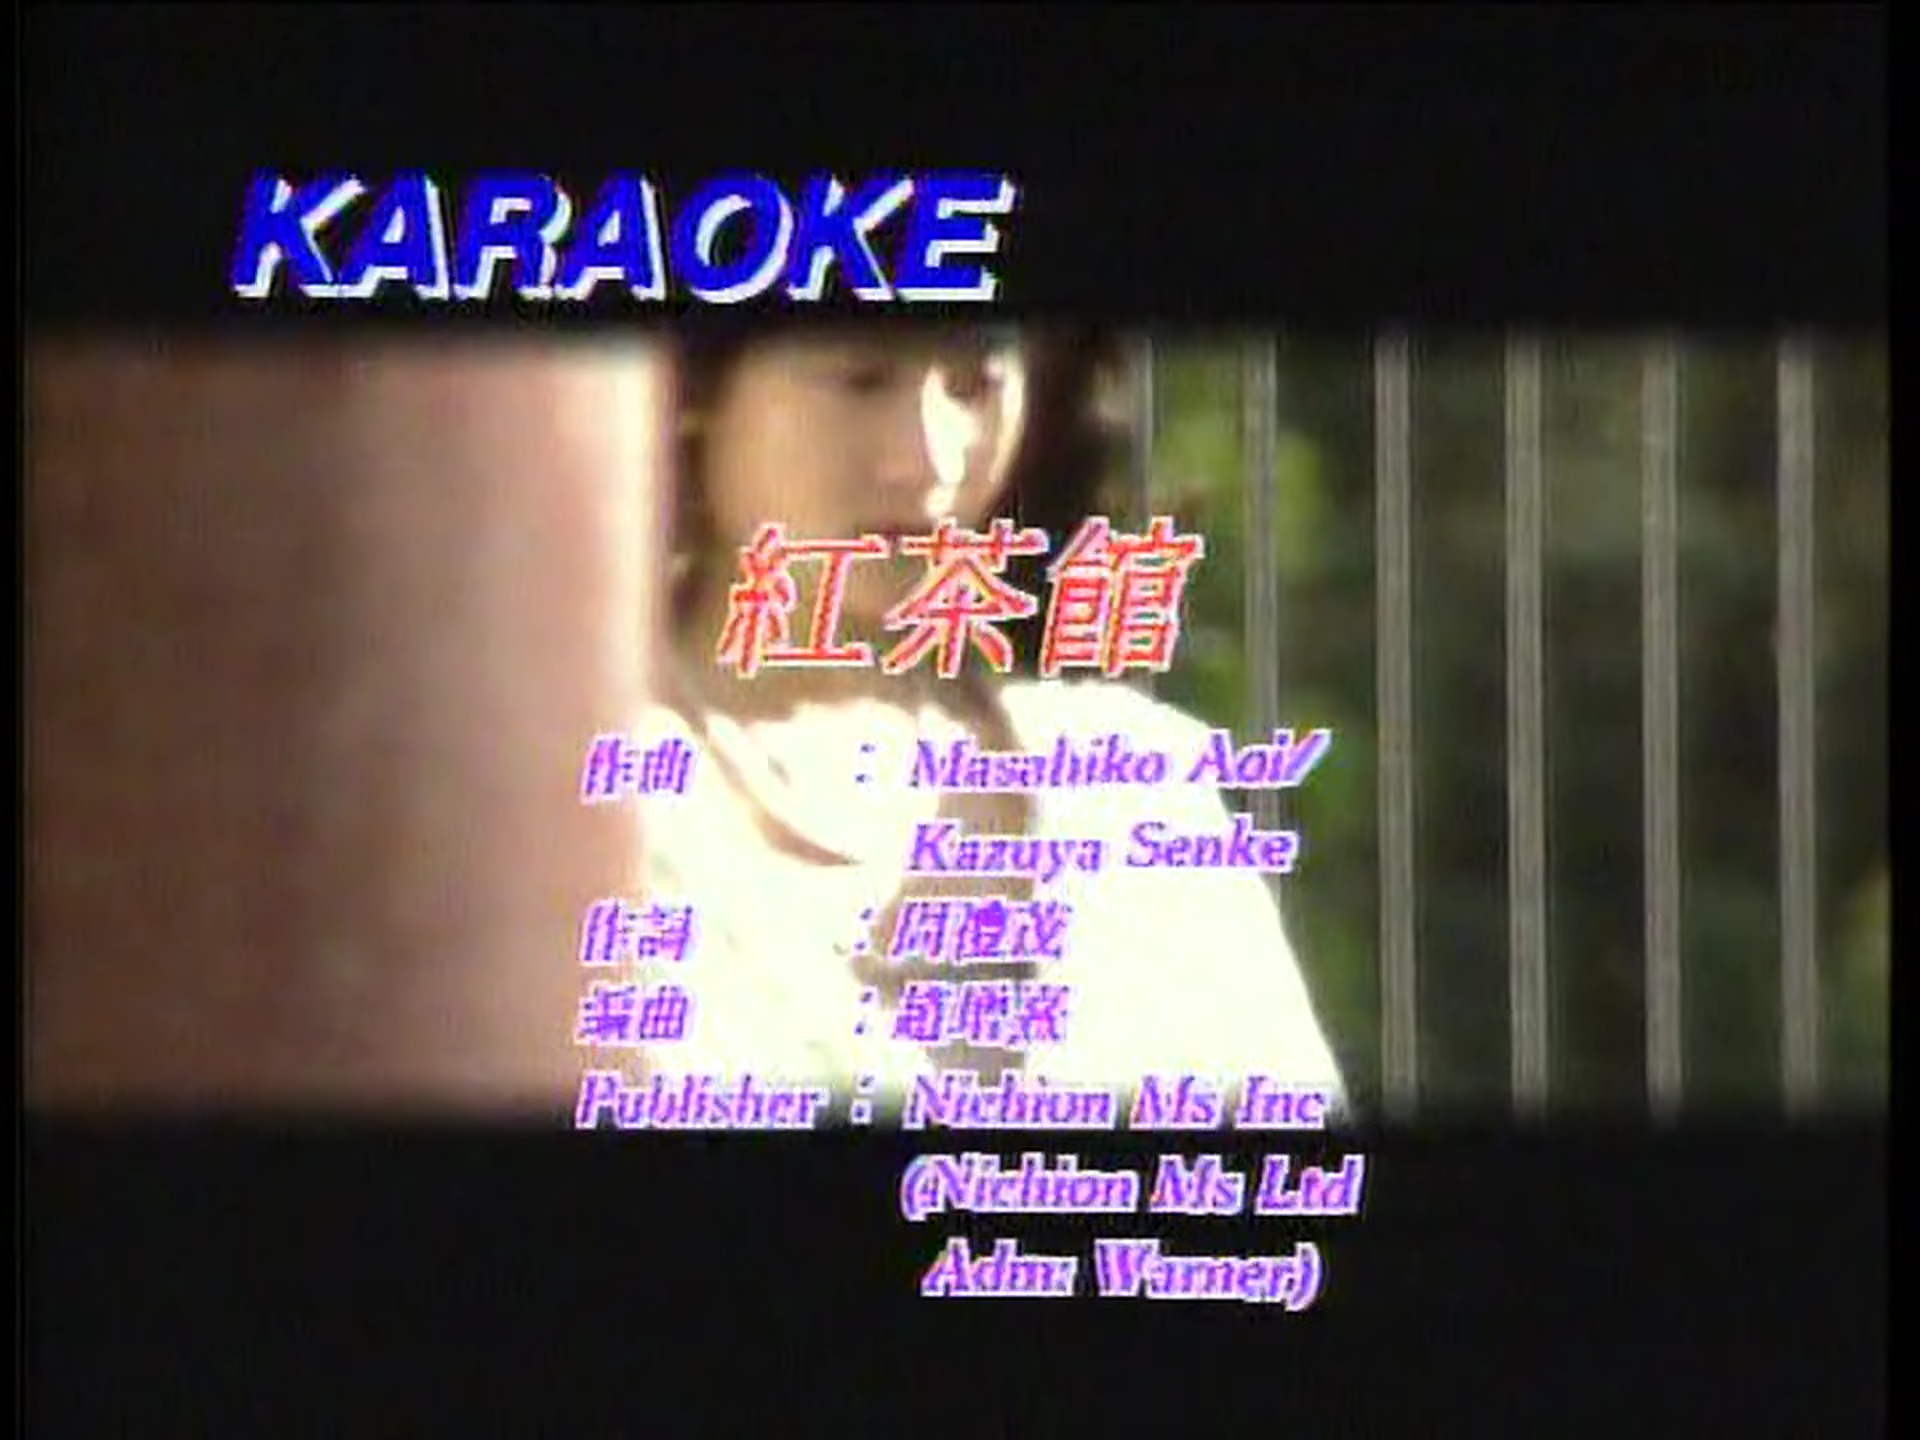 KARAOKE
紅茶館
作曲 : Masahiko Aoi/
Kazuya Senke
作詞 : 周禮茂
編曲 : 趙增熹
Publisher : Nichion Ms Inc
(Nichion Ms Ltd
Adm: Warner)